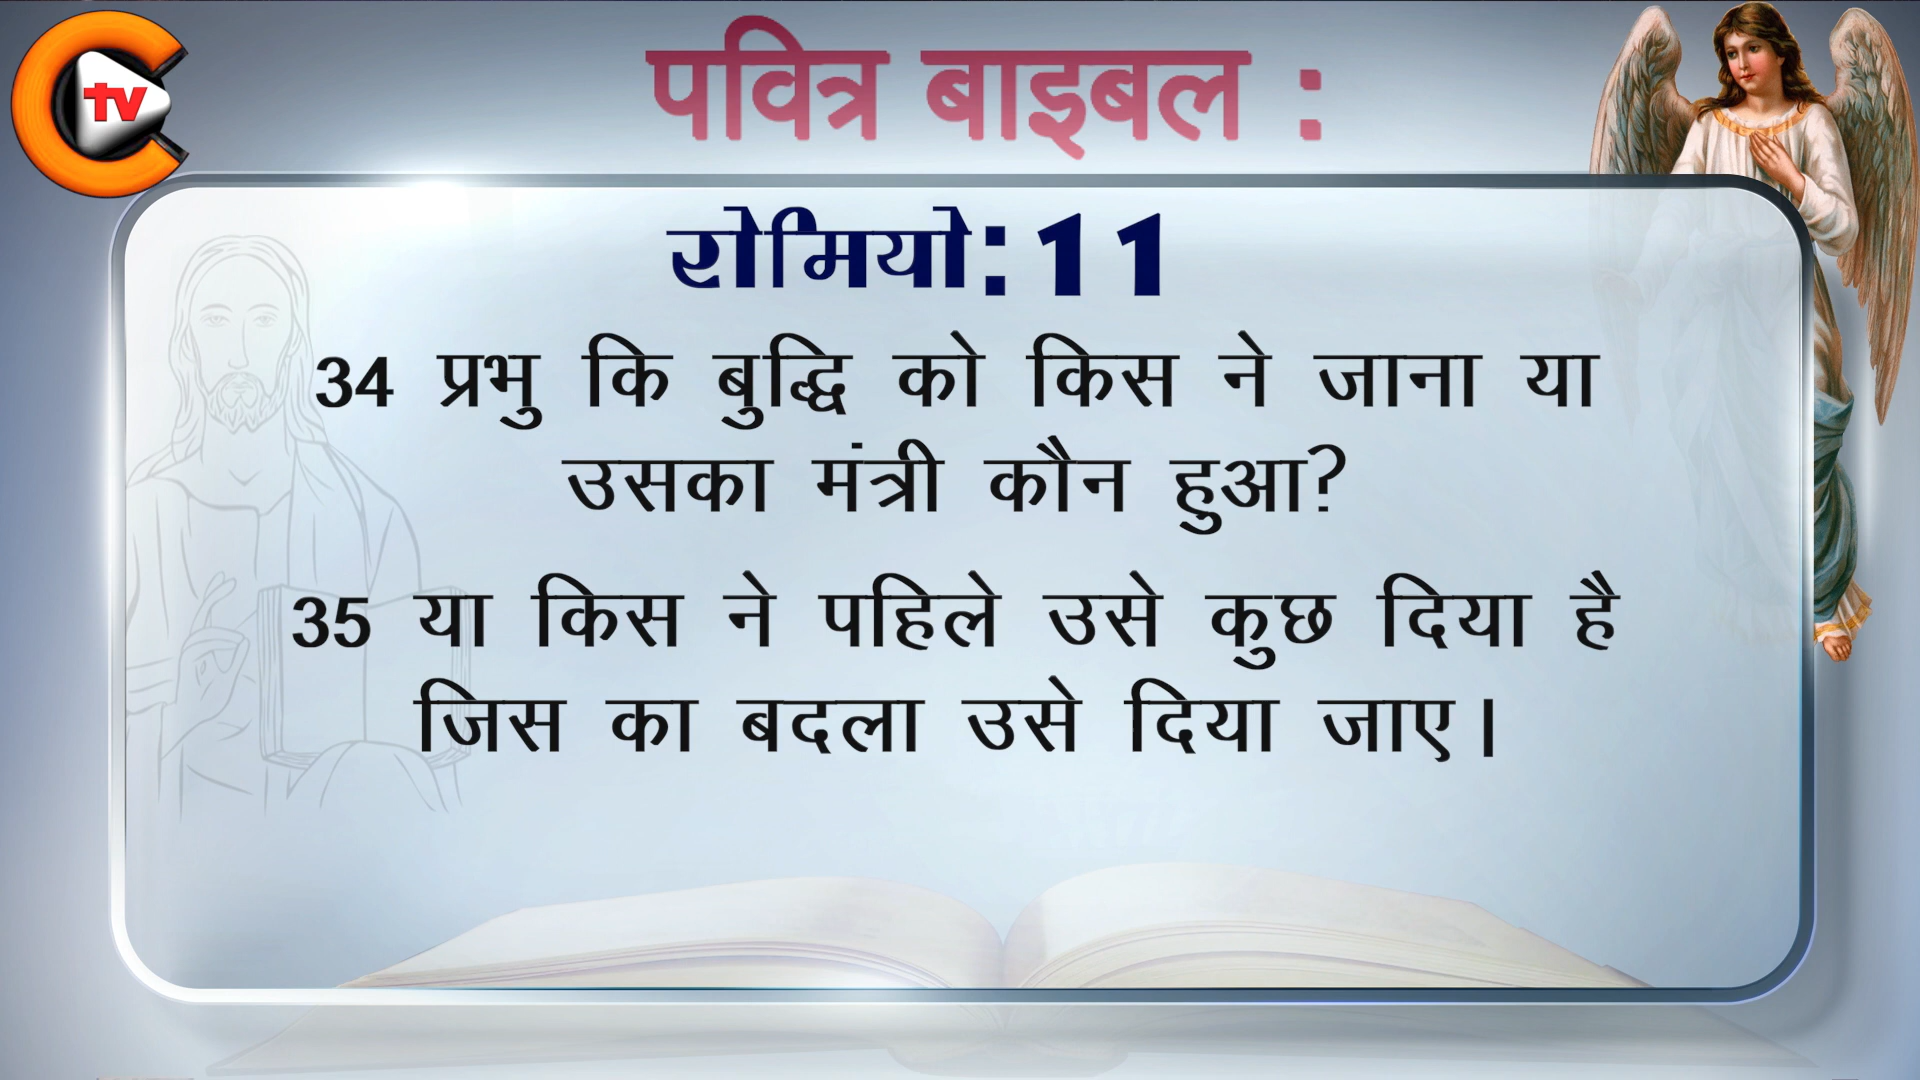 tv
पवित्र बाइबल :
रोमियो:11
34 प्रभु कि बुद्धि को किस ने जाना या
उसका मंत्री कौन हुआ?
35 या किस ने पहिले उसे कुछ दिया है
जिस का बदला उसे दिया जाए।